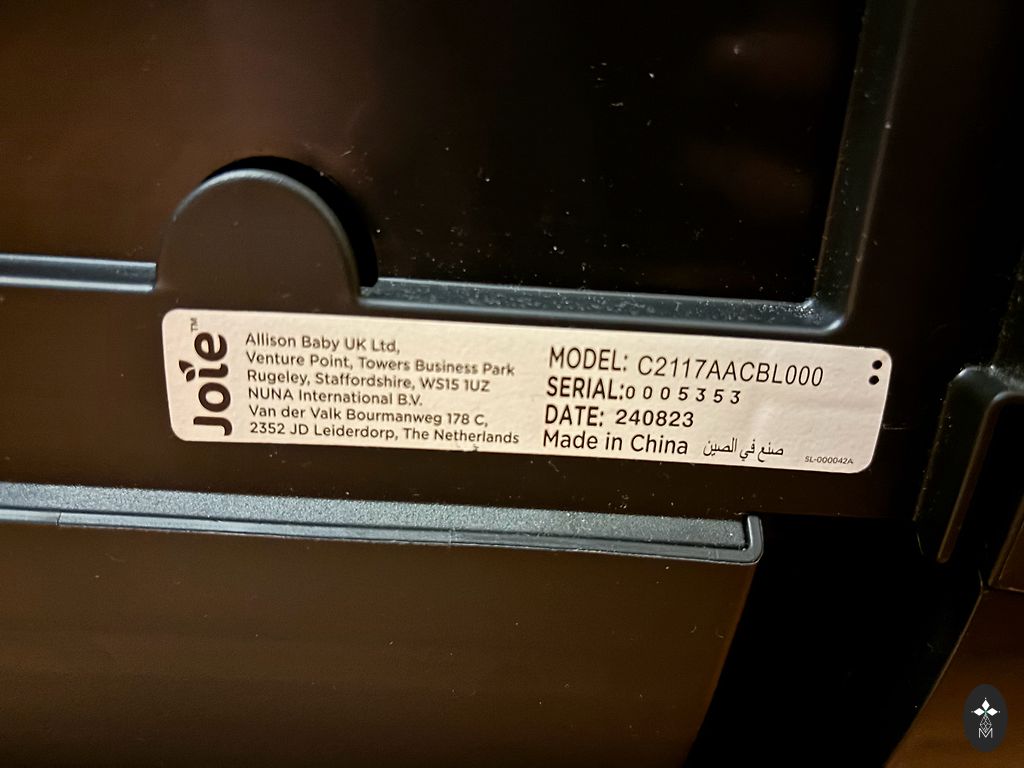 Joie™
Allison Baby UK Ltd,
Venture Point, Towers Business Park
Rugeley, Staffordshire, WS15 1UZ
NUNA International B.V.
Van der Valk Bourmanweg 178 C,
2352 JD Leiderdorp, The Netherlands
MODEL: C2117AACBL000
SERIAL:0005353
DATE: 240823
Made in China صنع في الصين
SL-000042A
M